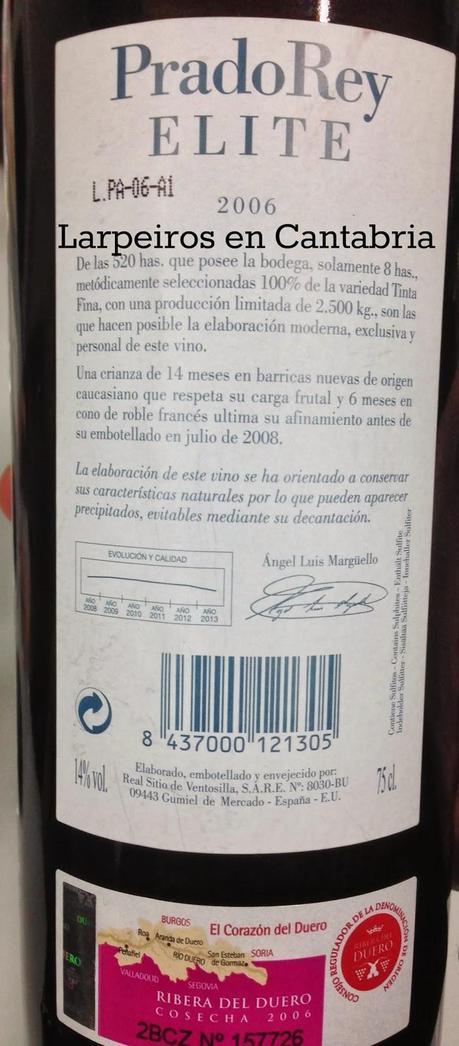 PradoRey
ELITE
L.PA-06-A1
2006
Larpeiros en Cantabria
De las 520 has. que posee la bodega, solamente 8 has.,
metódicamente seleccionadas 100% de la variedad Tinta
Fina, con una producción limitada de 2.500 kg., son las
que hacen posible la elaboración moderna, exclusiva y
personal de este vino.
Una crianza de 14 meses en barricas nuevas de origen
caucasiano que respeta su carga frutal y 6 meses en
cono de roble francés ultima su afinamiento antes de
su embotellado en julio de 2008.
La elaboración de este vino se ha orientado a conservar
sus características naturales por lo que pueden aparecer
precipitados, evitables mediante su decantación.
EVOLUCIÓN Y CALIDAD
AÑO 2008 AÑO 2009 AÑO 2010 AÑO 2011 AÑO 2012 AÑO 2013
Ángel Luis Margüello
Contiene Sulfitos - Contains Sulphites - Enthält Sulfite
8 437000 121305
14% vol.
Elaborado, embotellado y envejecido por:
Real Sitio de Ventosilla, S.A.R.E. Nº: 8030-BU
09443 Gumiel de Mercado - España - E.U.
75 cl.
BURGOS
El Corazón del Duero
Roa
Aranda de Duero
Peñafiel
RÍO DUERO
San Esteban
de Gormaz
SORIA
VALLADOLID
SEGOVIA
RIBERA DEL DUERO
COSECHA 2006
2BCZ Nº 157726
CONSEJO REGULADOR DE LA DENOMINACIÓN DE ORIGEN
RIBERA DEL
DUERO